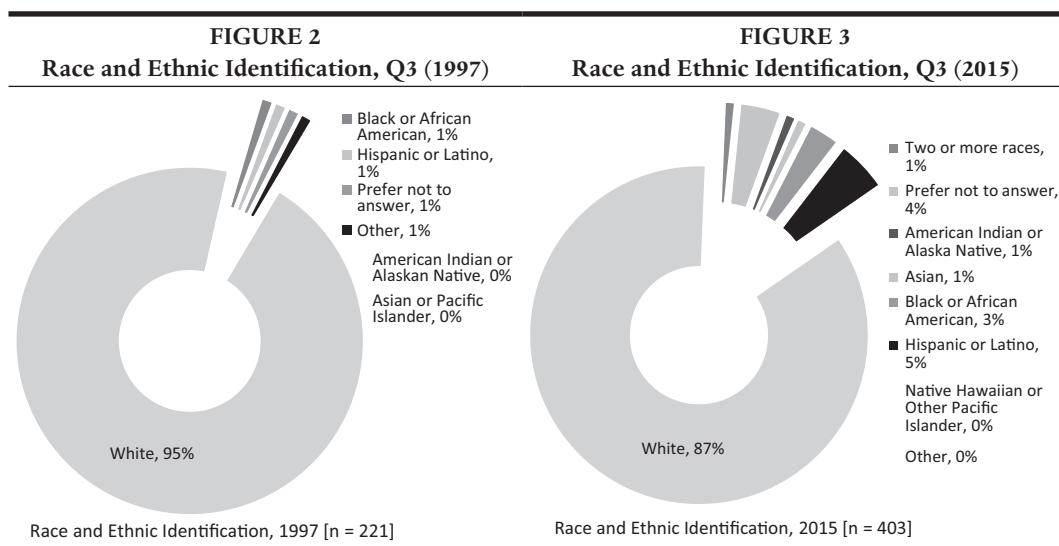 FIGURE 2
Race and Ethnic Identification, Q3 (1997)
Black or African
American, 1%
Hispanic or Latino,
1%
Prefer not to
answer, 1%
Other, 1%
American Indian or
Alaskan Native, 0%
Asian or Pacific
Islander, 0%
White, 95%
Race and Ethnic Identification, 1997 [n = 221]
FIGURE 3
Race and Ethnic Identification, Q3 (2015)
Two or more races,
1%
Prefer not to answer,
4%
American Indian or
Alaska Native, 1%
Asian, 1%
Black or African
American, 3%
Hispanic or Latino,
5%
Native Hawaiian or
Other Pacific
Islander, 0%
Other, 0%
White, 87%
Race and Ethnic Identification, 2015 [n = 403]